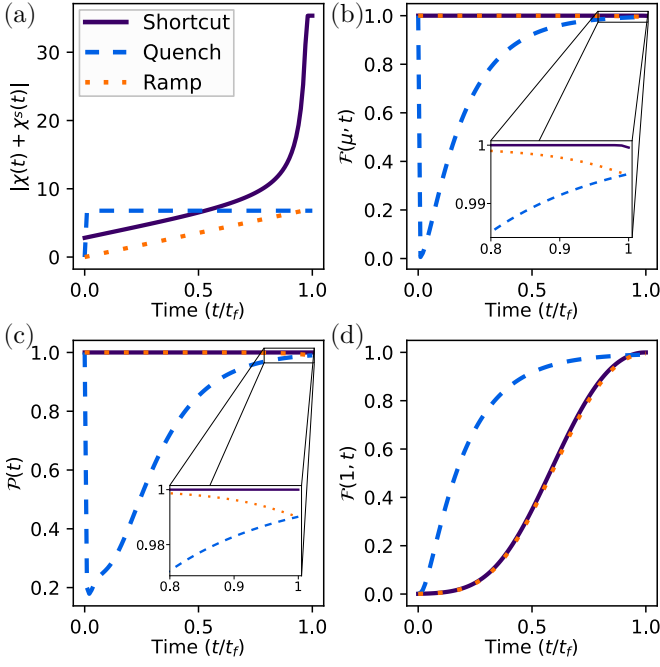 (a)
|χ(t) + χˢ(t)|
30
20
10
0
Shortcut
Quench
Ramp
0.0 0.5 1.0
Time (t/t_f)
(b)
ℱ(μ, t)
1.0
0.8
0.6
0.4
0.2
0.0
1
0.995
0.8 0.9 1
0.0 0.5 1.0
Time (t/t_f)
(c)
𝒫(t)
1.0
0.8
0.6
0.4
0.2
1
0.98
0.8 0.9 1
0.0 0.5 1.0
Time (t/t_f)
(d)
ℱ(1, t)
1.0
0.8
0.6
0.4
0.2
0.0
0.0 0.5 1.0
Time (t/t_f)